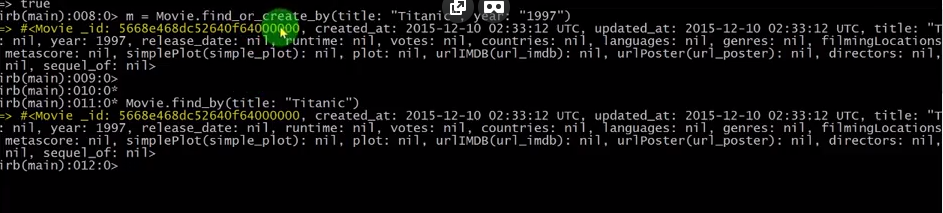 => true
irb(main):008:0> m = Movie.find_or_create_by(title: "Titanic" year: "1997")
=> #<Movie _id: 5668e468dc52640f64000000, created_at: 2015-12-10 02:33:12 UTC, updated_at: 2015-12-10 02:33:12 UTC, title: "T
: nil, year: 1997, release_date: nil, runtime: nil, votes: nil, countries: nil, languages: nil, genres: nil, filmingLocations
 metascore: nil, simplePlot(simple_plot): nil, plot: nil, urlIMDB(url_imdb): nil, urlPoster(url_poster): nil, directors: nil,
 nil, sequel_of: nil>
irb(main):009:0>
irb(main):010:0*
irb(main):011:0* Movie.find_by(title: "Titanic")
=> #<Movie _id: 5668e468dc52640f64000000, created_at: 2015-12-10 02:33:12 UTC, updated_at: 2015-12-10 02:33:12 UTC, title: "T
: nil, year: 1997, release_date: nil, runtime: nil, votes: nil, countries: nil, languages: nil, genres: nil, filmingLocations
 metascore: nil, simplePlot(simple_plot): nil, plot: nil, urlIMDB(url_imdb): nil, urlPoster(url_poster): nil, directors: nil,
 nil, sequel_of: nil>
irb(main):012:0>